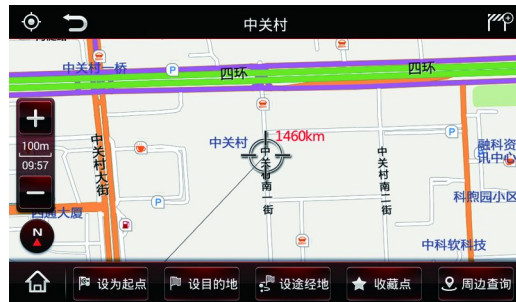 中关村
中关村一桥
四环
四环
P
中关村大街
100m
09:57
中关村
1460km
中关村南一街
中关村南一街
P
融科资
讯中心
P
科煦园小区
四通大厦
N
中科软科技
设为起点
设目的地
设途经地
收藏点
周边查询